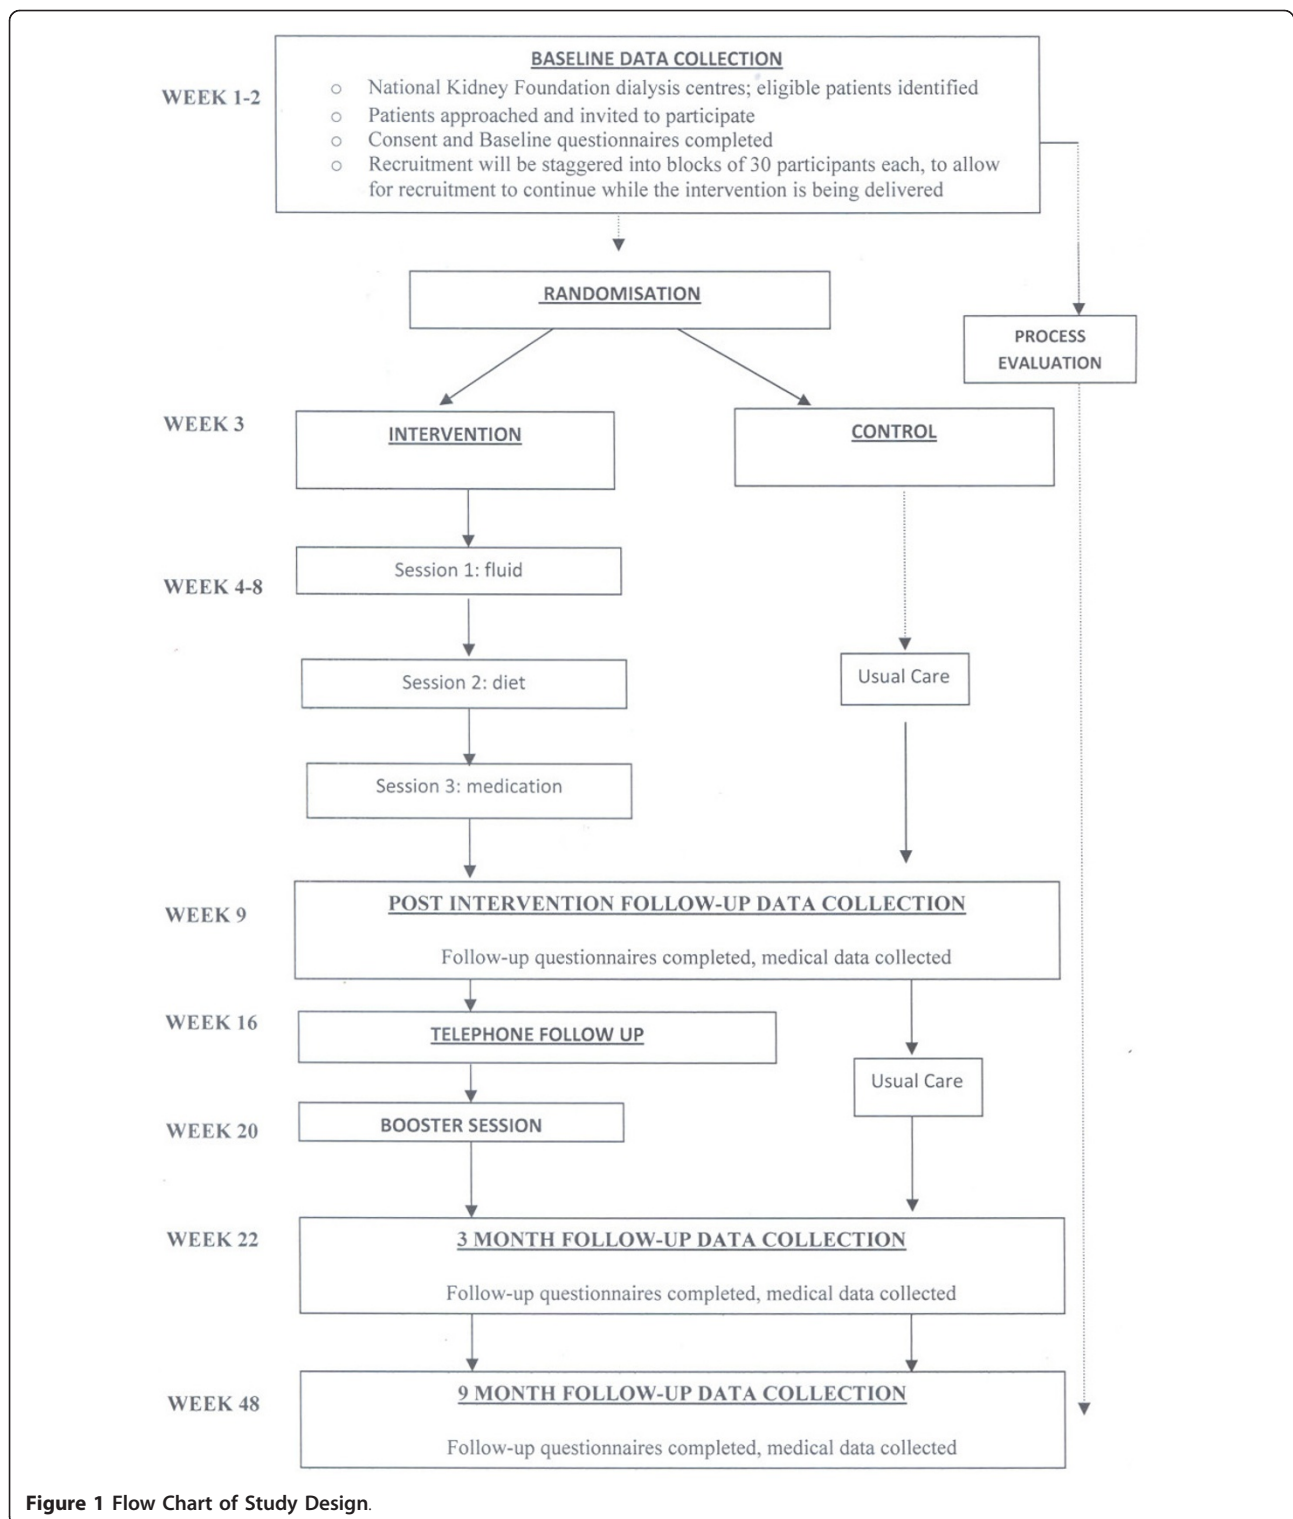 BASELINE DATA COLLECTION
WEEK 1-2
○ National Kidney Foundation dialysis centres; eligible patients identified
○ Patients approached and invited to participate
○ Consent and Baseline questionnaires completed
○ Recruitment will be staggered into blocks of 30 participants each, to allow
for recruitment to continue while the intervention is being delivered
RANDOMISATION
PROCESS
EVALUATION
WEEK 3
INTERVENTION
CONTROL
WEEK 4-8
Session 1: fluid
Session 2: diet
Usual Care
Session 3: medication
WEEK 9
POST INTERVENTION FOLLOW-UP DATA COLLECTION
Follow-up questionnaires completed, medical data collected
WEEK 16
TELEPHONE FOLLOW UP
Usual Care
WEEK 20
BOOSTER SESSION
WEEK 22
3 MONTH FOLLOW-UP DATA COLLECTION
Follow-up questionnaires completed, medical data collected
WEEK 48
9 MONTH FOLLOW-UP DATA COLLECTION
Follow-up questionnaires completed, medical data collected
Figure 1 Flow Chart of Study Design.